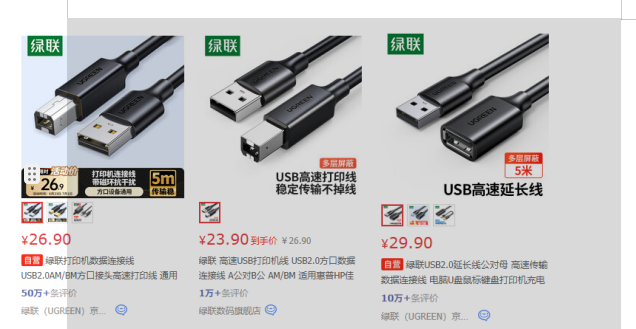 绿联
UGREEN
活动价
¥26.9
打印机连接线
带磁环抗干扰
方口设备通用
5m
传输稳
¥26.90
自营 绿联打印机数据连接线
USB2.0AM/BM方口接头高速打印线 通用
50万+条评价
绿联（UGREEN）京...
绿联
UGREEN
多层屏蔽
USB高速打印线
稳定传输不掉线
¥23.90 到手价 ¥26.90
绿联 高速USB打印机线 USB2.0方口数据
连接线 A公对B公 AM/BM 适用惠普HP佳
1万+条评价
绿联数码旗舰店
绿联
UGREEN
多层屏蔽
5米
USB高速延长线
¥29.90
自营 绿联USB2.0延长线公对母 高速传输
数据连接线 电脑U盘鼠标键盘打印机充电
10万+条评价
绿联（UGREEN）京...